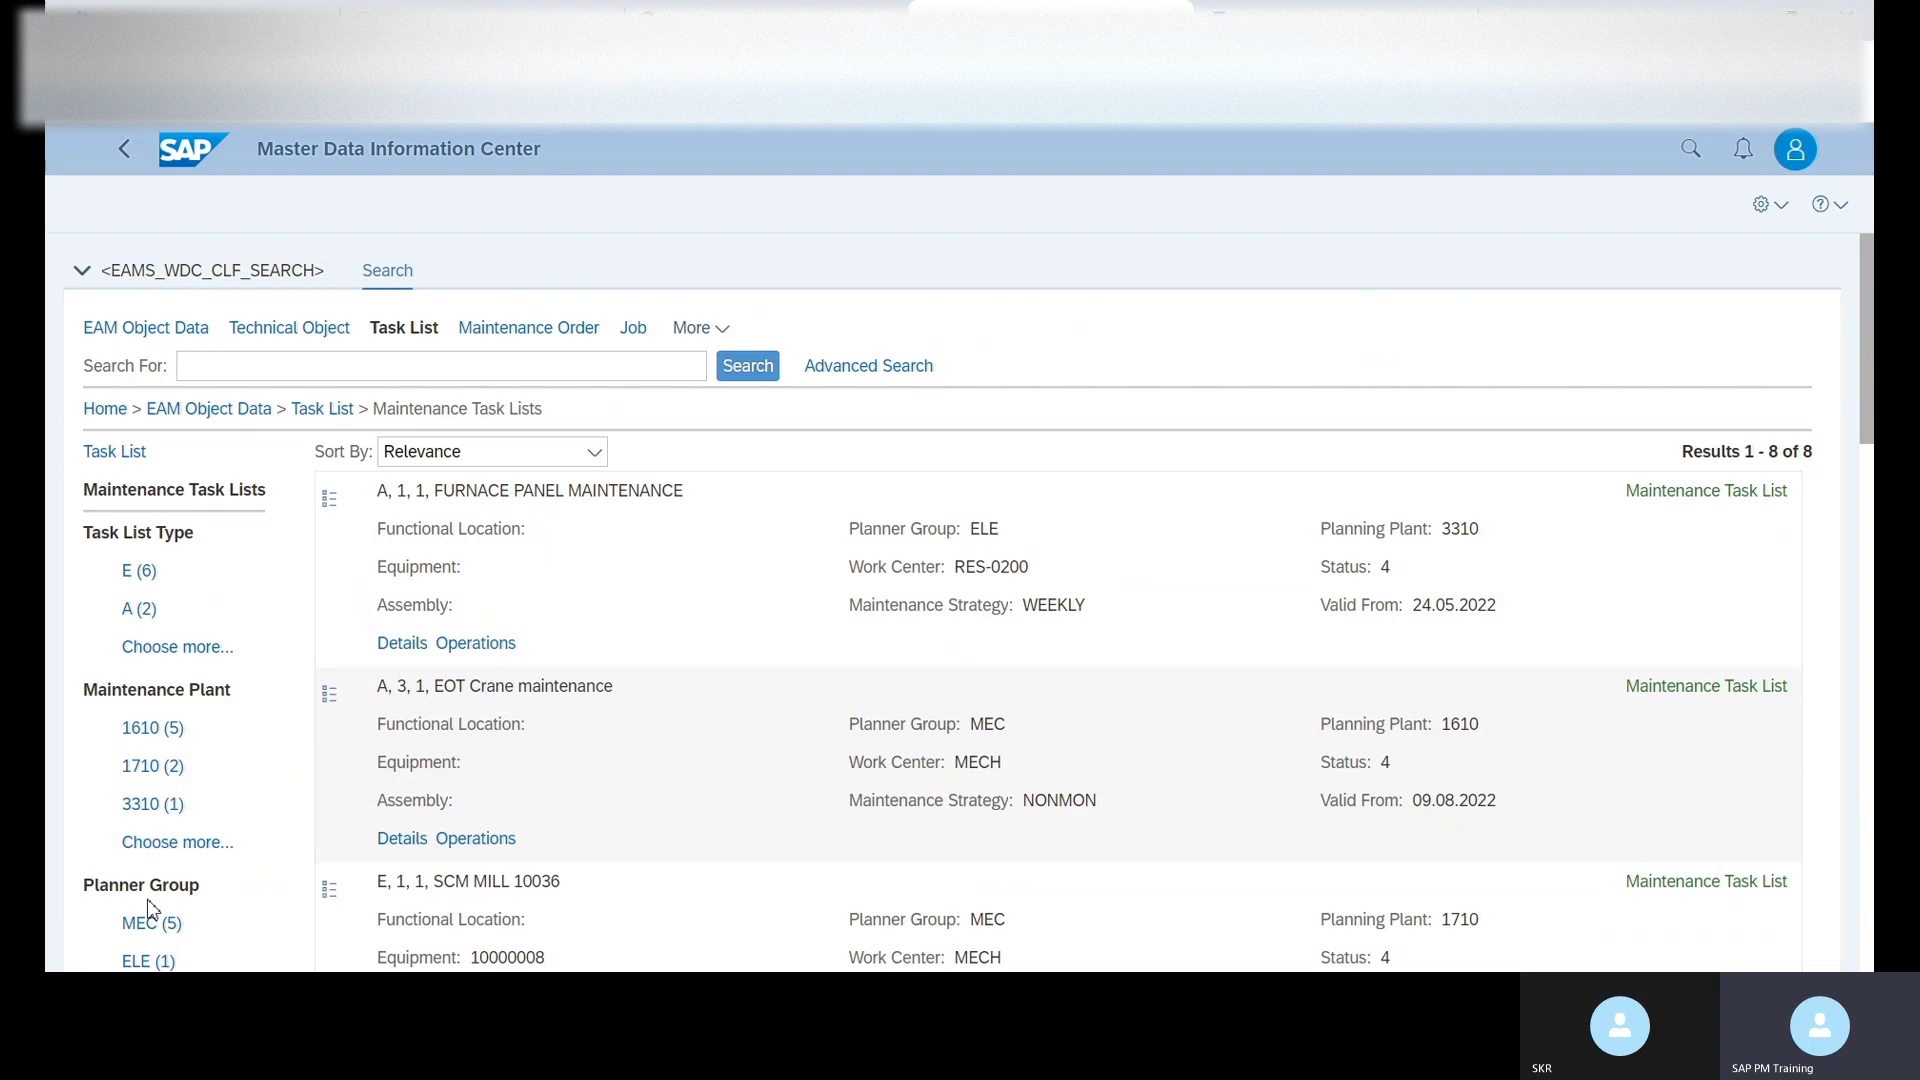 SAP Master Data Information Center
<EAMS_WDC_CLF_SEARCH> Search
EAM Object Data Technical Object Task List Maintenance Order Job More
Search For: Search Advanced Search
Home > EAM Object Data > Task List > Maintenance Task Lists
Task List Sort By: Relevance Results 1 - 8 of 8
Maintenance Task Lists
Task List Type
E (6)
A (2)
Choose more...
Maintenance Plant
1610 (5)
1710 (2)
3310 (1)
Choose more...
Planner Group
MEC (5)
ELE (1)
A, 1, 1, FURNACE PANEL MAINTENANCE Maintenance Task List
Functional Location: Planner Group: ELE Planning Plant: 3310
Equipment: Work Center: RES-0200 Status: 4
Assembly: Maintenance Strategy: WEEKLY Valid From: 24.05.2022
Details Operations
A, 3, 1, EOT Crane maintenance Maintenance Task List
Functional Location: Planner Group: MEC Planning Plant: 1610
Equipment: Work Center: MECH Status: 4
Assembly: Maintenance Strategy: NONMON Valid From: 09.08.2022
Details Operations
E, 1, 1, SCM MILL 10036 Maintenance Task List
Functional Location: Planner Group: MEC Planning Plant: 1710
Equipment: 10000008 Work Center: MECH Status: 4
SKR SAP PM Training